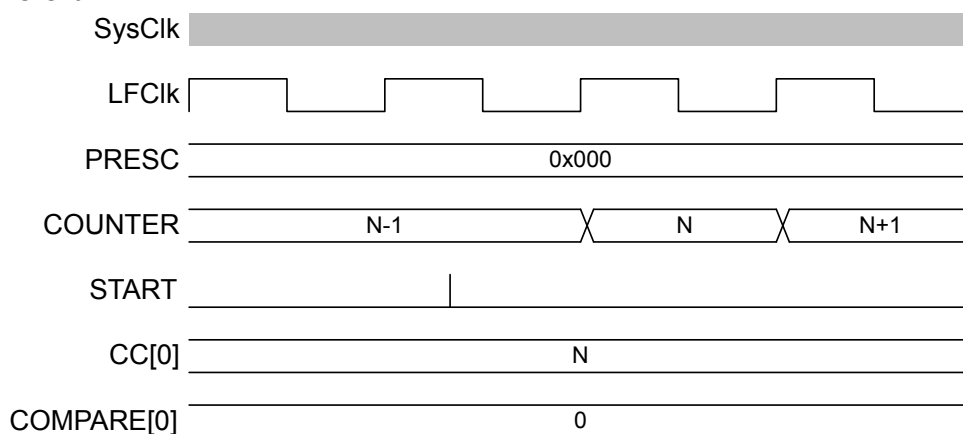 SysClk
LFClk
PRESC 0x000
COUNTER N-1 N N+1
START
CC[0] N
COMPARE[0] 0